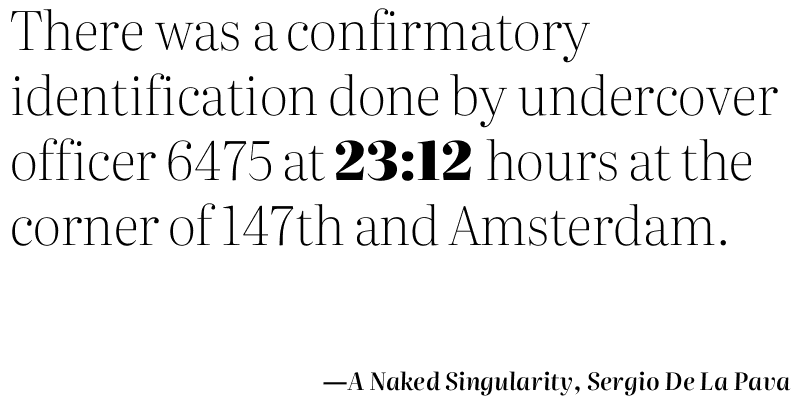 There was a confirmatory
identification done by undercover
officer 6475 at 23:12 hours at the
corner of 147th and Amsterdam.
—A Naked Singularity, Sergio De La Pava